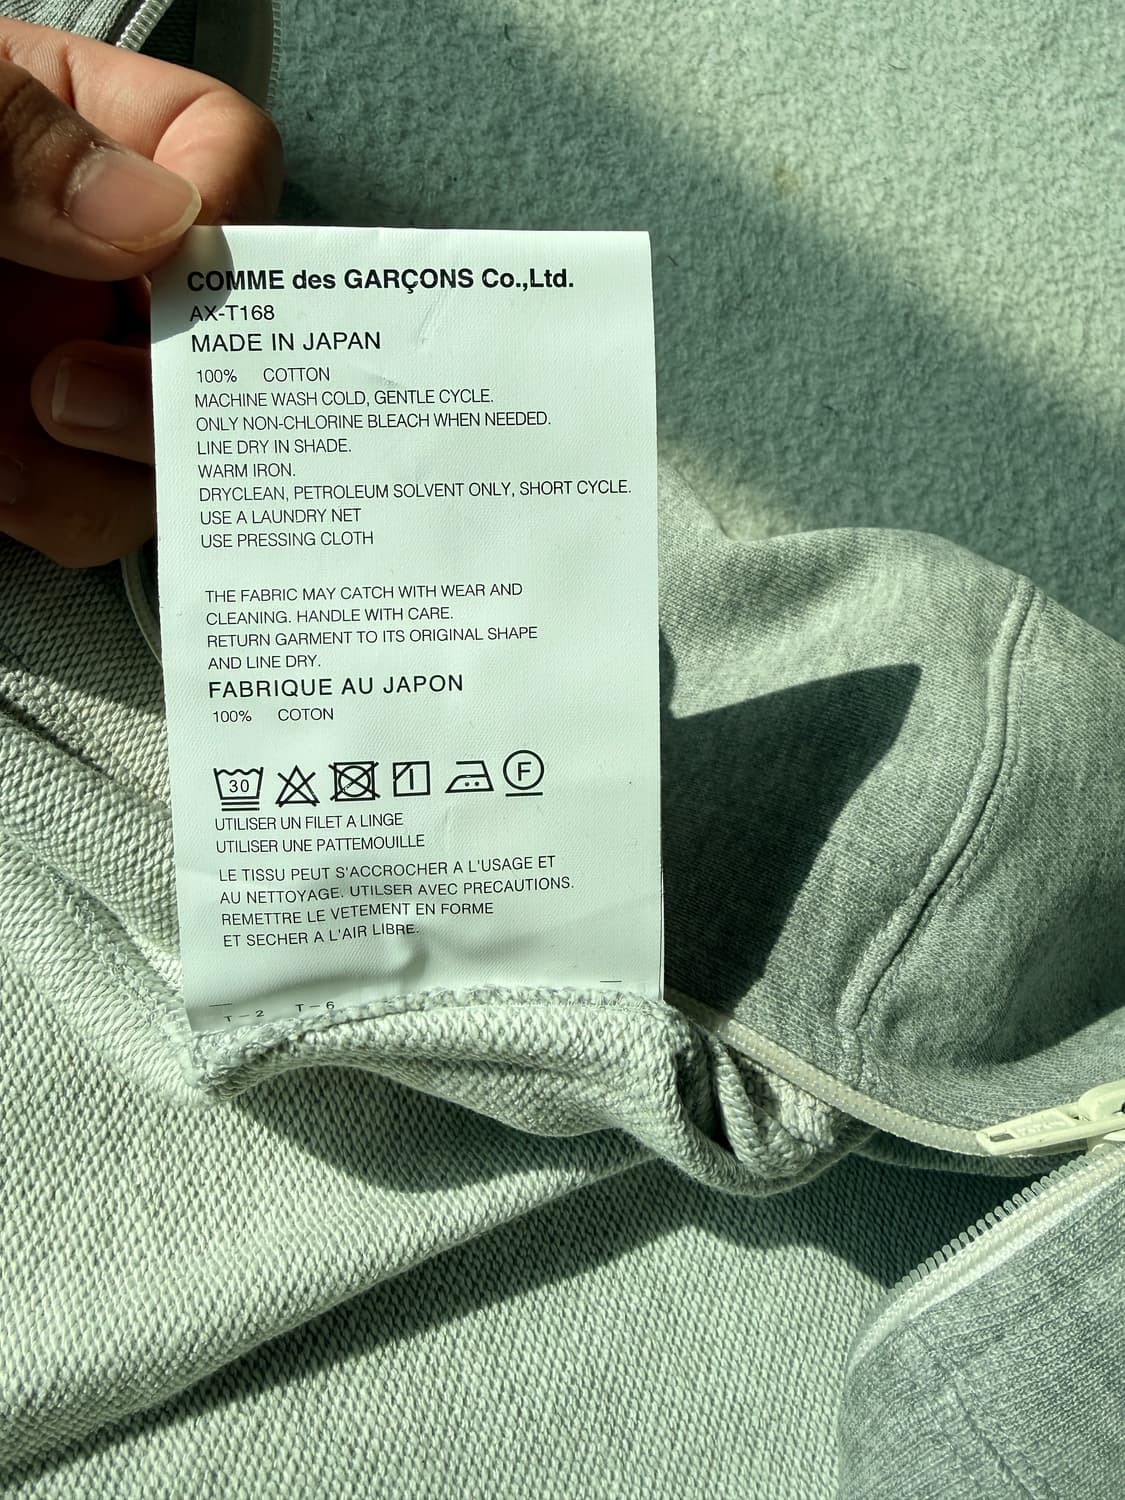 COMME des GARÇONS Co.,Ltd.
AX-T168
MADE IN JAPAN
100% COTTON
MACHINE WASH COLD, GENTLE CYCLE.
ONLY NON-CHLORINE BLEACH WHEN NEEDED.
LINE DRY IN SHADE.
WARM IRON.
DRYCLEAN, PETROLEUM SOLVENT ONLY, SHORT CYCLE.
USE A LAUNDRY NET
USE PRESSING CLOTH
THE FABRIC MAY CATCH WITH WEAR AND
CLEANING. HANDLE WITH CARE.
RETURN GARMENT TO ITS ORIGINAL SHAPE
AND LINE DRY.
FABRIQUE AU JAPON
100% COTON
30 F
UTILISER UN FILET A LINGE
UTILISER UNE PATTEMOUILLE
LE TISSU PEUT S'ACCROCHER A L'USAGE ET
AU NETTOYAGE. UTILSER AVEC PRECAUTIONS.
REMETTRE LE VETEMENT EN FORME
ET SECHER A L'AIR LIBRE.
T-2 T-6